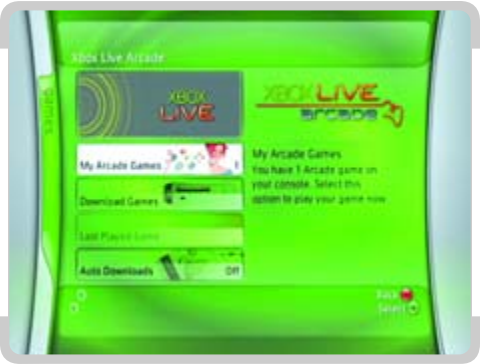 Xbox Live Arcade
Games
XBOX
LIVE
XBOX LIVE
arcade
My Arcade Games 1
Download Games
Last Played Game
Auto Downloads Off
My Arcade Games
You have 1 Arcade game on
your console. Select this
option to play your game now.
Back
Select